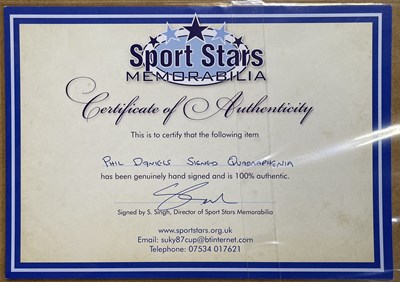 Sport Stars
MEMORABILIA
Certificate of Authenticity
This is to certify that the following item
PHIL DANIELS SIGNED QUADRAPHENIA
has been genuinely hand signed and is 100% authentic.
Signed by S. Singh, Director of Sport Stars Memorabilia
www.sportstars.org.uk
Email: suky87cup@btinternet.com
Telephone: 07534 017621